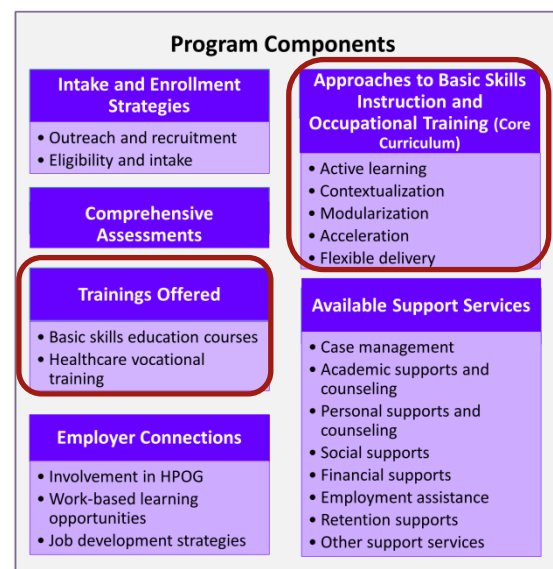 Program Components
Intake and Enrollment
Strategies
• Outreach and recruitment
• Eligibility and intake
Comprehensive
Assessments
Trainings Offered
• Basic skills education courses
• Healthcare vocational
training
Employer Connections
• Involvement in HPOG
• Work-based learning
opportunities
• Job development strategies
Approaches to Basic Skills
Instruction and
Occupational Training (Core
Curriculum)
• Active learning
• Contextualization
• Modularization
• Acceleration
• Flexible delivery
Available Support Services
• Case management
• Academic supports and
counseling
• Personal supports and
counseling
• Social supports
• Financial supports
• Employment assistance
• Retention supports
• Other support services